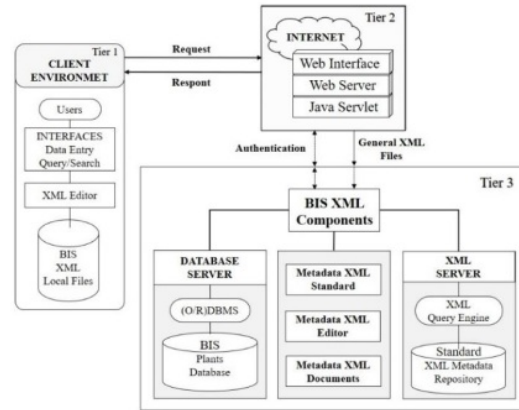 Tier 1
CLIENT
ENVIRONMET
Users
INTERFACES
Data Entry
Query/Search
XML Editor
BIS
XML
Local Files
Request
Respont
Tier 2
INTERNET
Web Interface
Web Server
Java Servlet
Authentication
General XML
Files
Tier 3
BIS XML
Components
DATABASE
SERVER
(O/R)DBMS
BIS
Plants
Database
Metadata XML
Standard
Metadata XML
Editor
Metadata XML
Documents
XML
SERVER
XML
Query Engine
Standard
XML Metadata
Repository